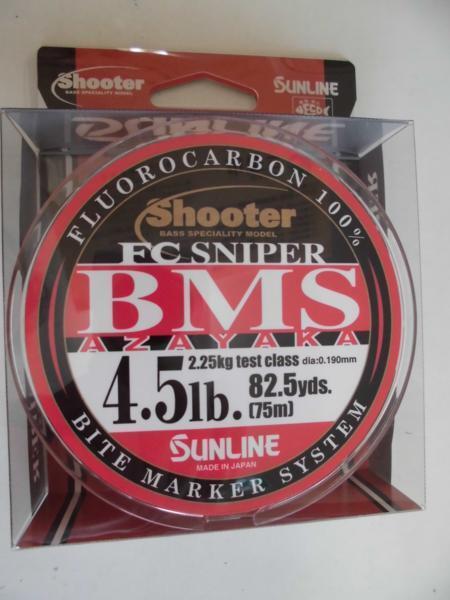 Shooter
BASS SPECIALITY MODEL
SUNLINE
SUNLINE
FLUOROCARBON 100%
Shooter
BASS SPECIALITY MODEL
FC SNIPER
BMS
AZAYAKA
2.25kg test class dia:0.190mm
4.5lb.
82.5yds.
(75m)
SUNLINE
MADE IN JAPAN
BITE MARKER SYSTEM